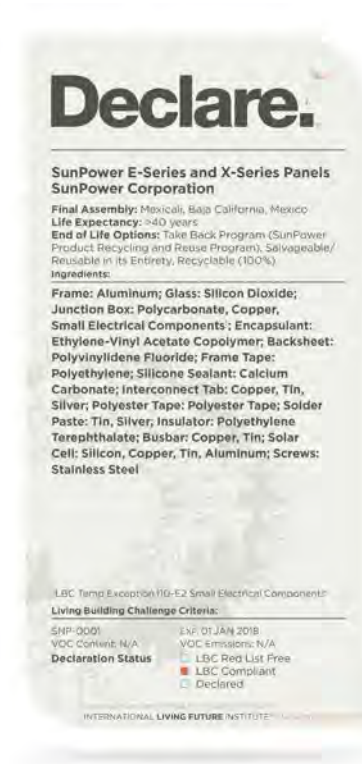 Declare.
SunPower E-Series and X-Series Panels
SunPower Corporation
Final Assembly: Mexicali, Baja California, Mexico
Life Expectancy: >40 years
End of Life Options: Take Back Program (SunPower
Product Recycling and Reuse Program), Salvageable/
Reusable in its Entirety, Recyclable (100%)
Ingredients:
Frame: Aluminum; Glass: Silicon Dioxide;
Junction Box: Polycarbonate, Copper,
Small Electrical Components ; Encapsulant:
Ethylene-Vinyl Acetate Copolymer; Backsheet:
Polyvinylidene Fluoride; Frame Tape:
Polyethylene; Silicone Sealant: Calcium
Carbonate; Interconnect Tab: Copper, Tin,
Silver; Polyester Tape: Polyester Tape; Solder
Paste: Tin, Silver; Insulator: Polyethylene
Terephthalate; Busbar: Copper, Tin; Solar
Cell: Silicon, Copper, Tin, Aluminum; Screws:
Stainless Steel
LBC Temp Exception I10-E2 Small Electrical Components
Living Building Challenge Criteria:
SNP-0001 EXP. 01 JAN 2018
VOC Content: N/A VOC Emissions: N/A
Declaration Status LBC Red List Free
LBC Compliant
Declared
INTERNATIONAL LIVING FUTURE INSTITUTE